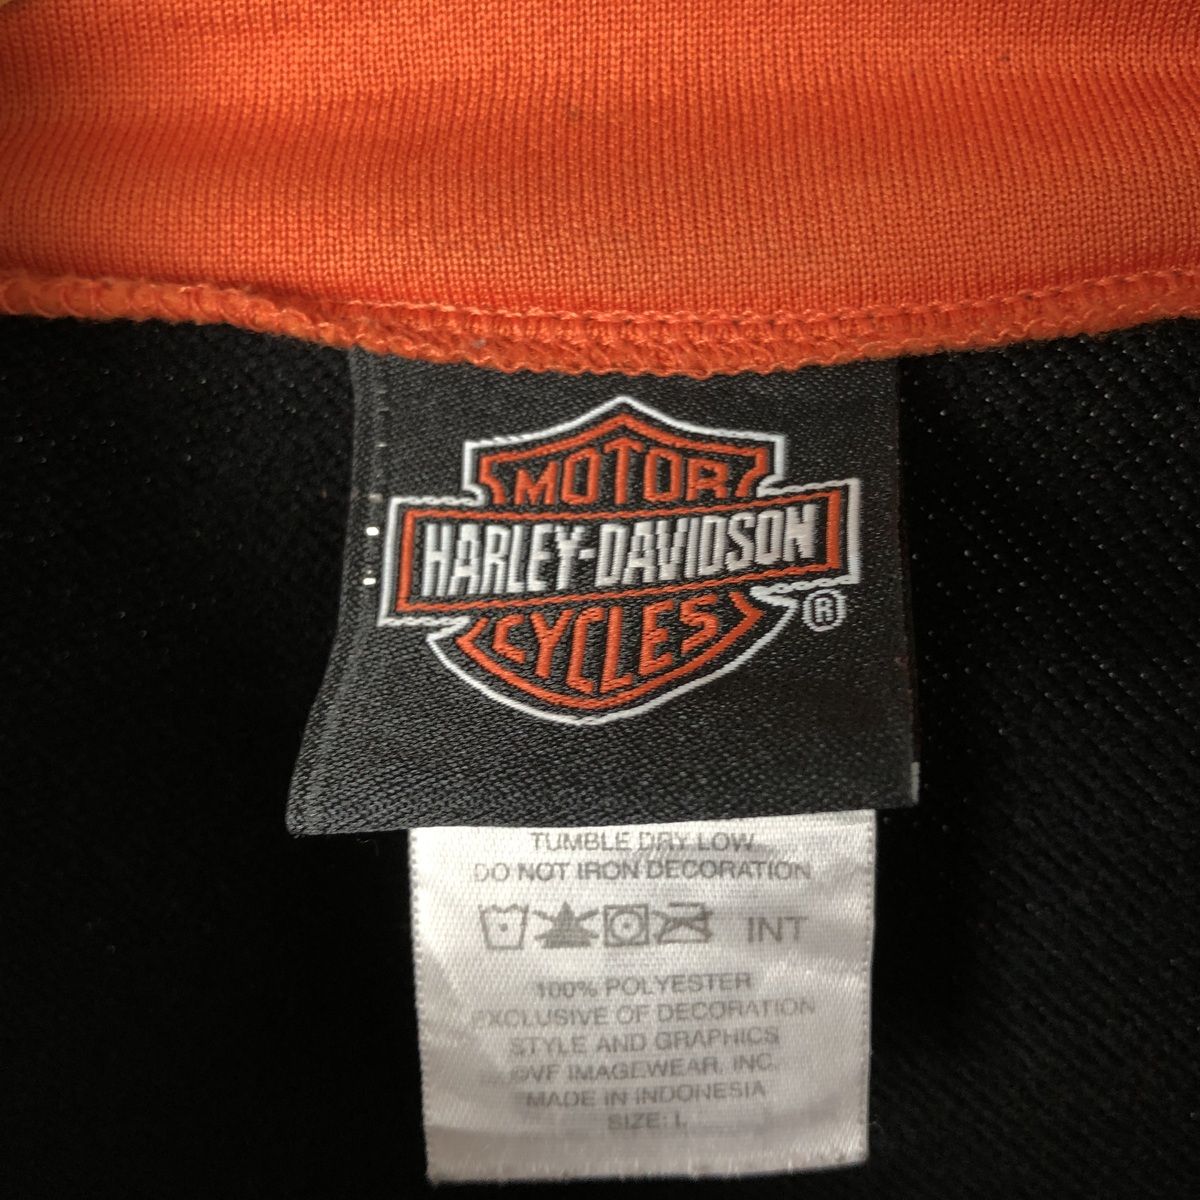 MOTOR
HARLEY-DAVIDSON
CYCLES
®
TUMBLE DRY LOW
DO NOT IRON DECORATION
INT
100% POLYESTER
EXCLUSIVE OF DECORATION
STYLE AND GRAPHICS
©VF IMAGEWEAR, INC.
MADE IN INDONESIA
SIZE: L